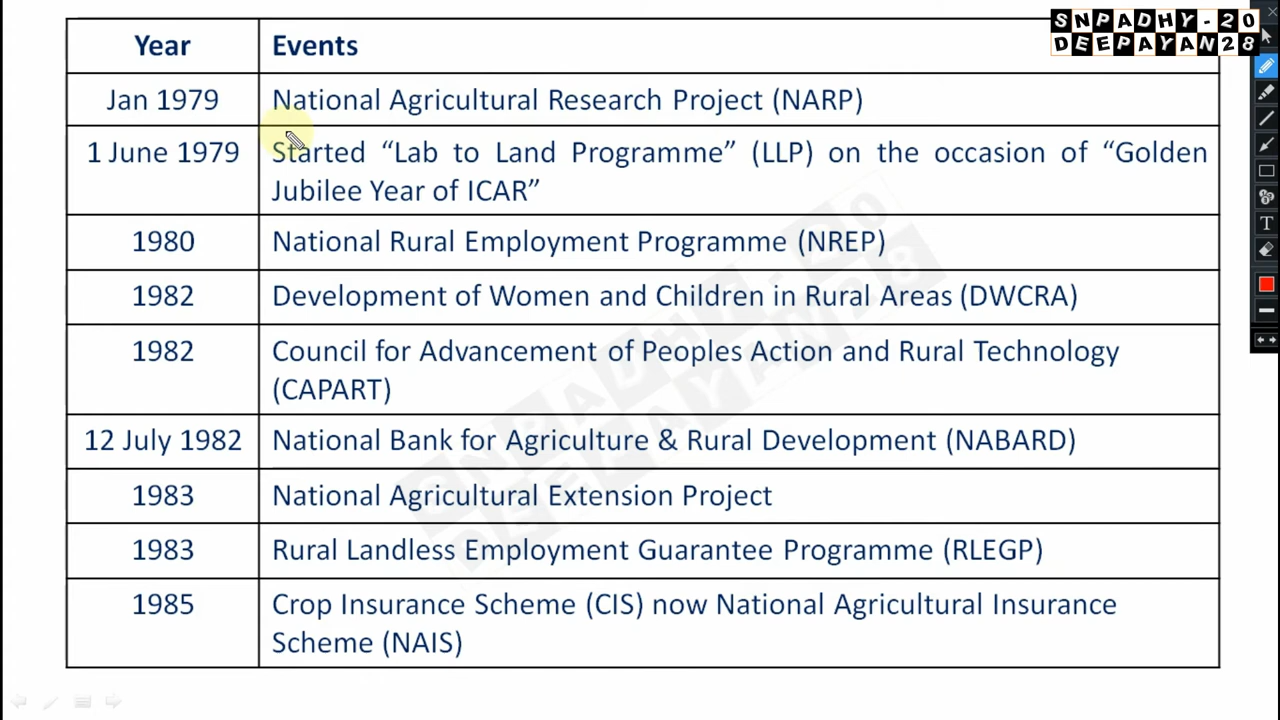 SNPADHY-20
DEEPAYAN28
Year Events
Jan 1979 National Agricultural Research Project (NARP)
1 June 1979 Started “Lab to Land Programme” (LLP) on the occasion of “Golden
Jubilee Year of ICAR”
1980 National Rural Employment Programme (NREP)
1982 Development of Women and Children in Rural Areas (DWCRA)
1982 Council for Advancement of Peoples Action and Rural Technology
(CAPART)
12 July 1982 National Bank for Agriculture & Rural Development (NABARD)
1983 National Agricultural Extension Project
1983 Rural Landless Employment Guarantee Programme (RLEGP)
1985 Crop Insurance Scheme (CIS) now National Agricultural Insurance
Scheme (NAIS)
SNPADHY-20
DEEPAYAN28